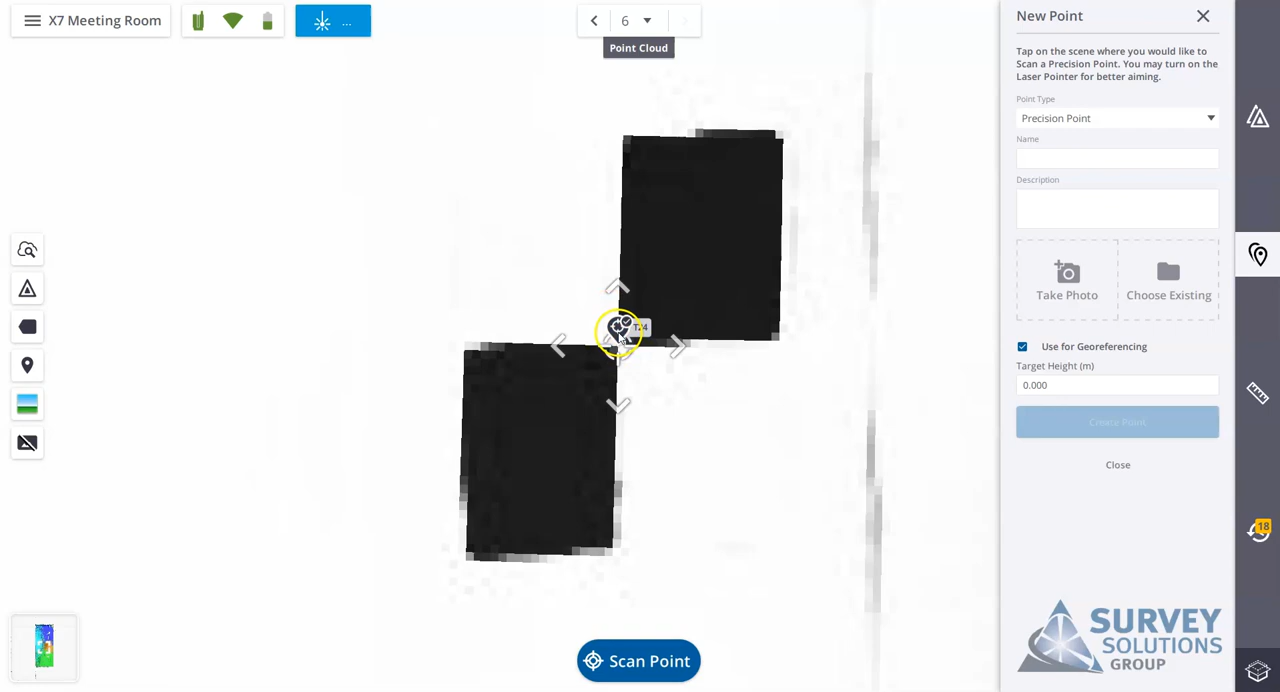 X7 Meeting Room
...
6
Point Cloud
T24
Scan Point
New Point
Tap on the scene where you would like to
Scan a Precision Point. You may turn on the
Laser Pointer for better aiming.
Point Type
Precision Point
Name
Description
Take Photo
Choose Existing
Use for Georeferencing
Target Height (m)
0.000
Create Point
Close
18
SURVEY
SOLUTIONS
GROUP